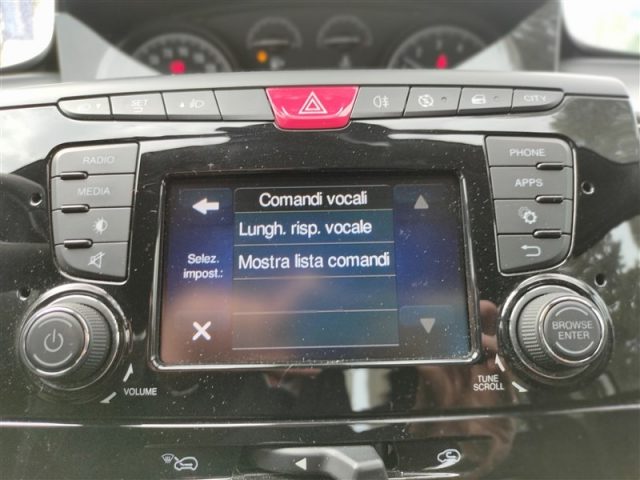 SET
CITY
RADIO
MEDIA
PHONE
APPS
Comandi vocali
Lungh. risp. vocale
Selez.
impost.:
Mostra lista comandi
VOLUME
BROWSE
ENTER
TUNE
SCROLL